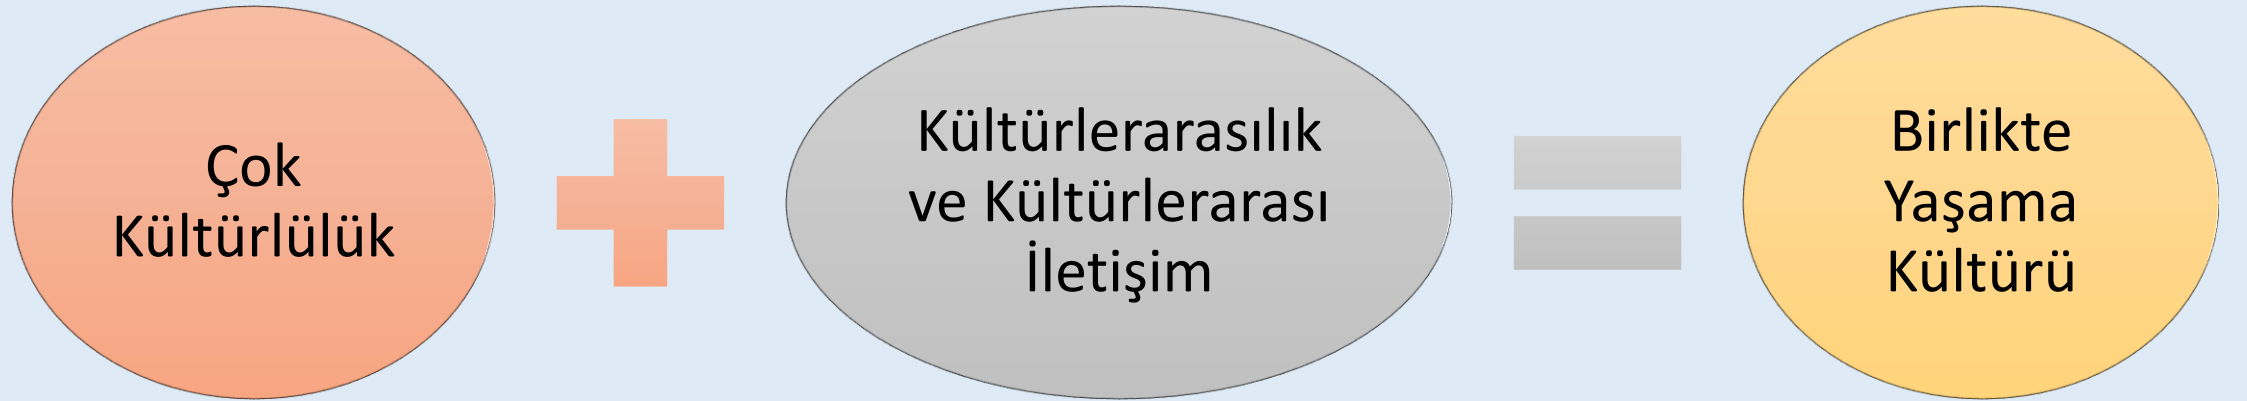 Çok
Kültürlülük
Kültürlerarasılık
ve Kültürlerarası
İletişim
Birlikte
Yaşama
Kültürü